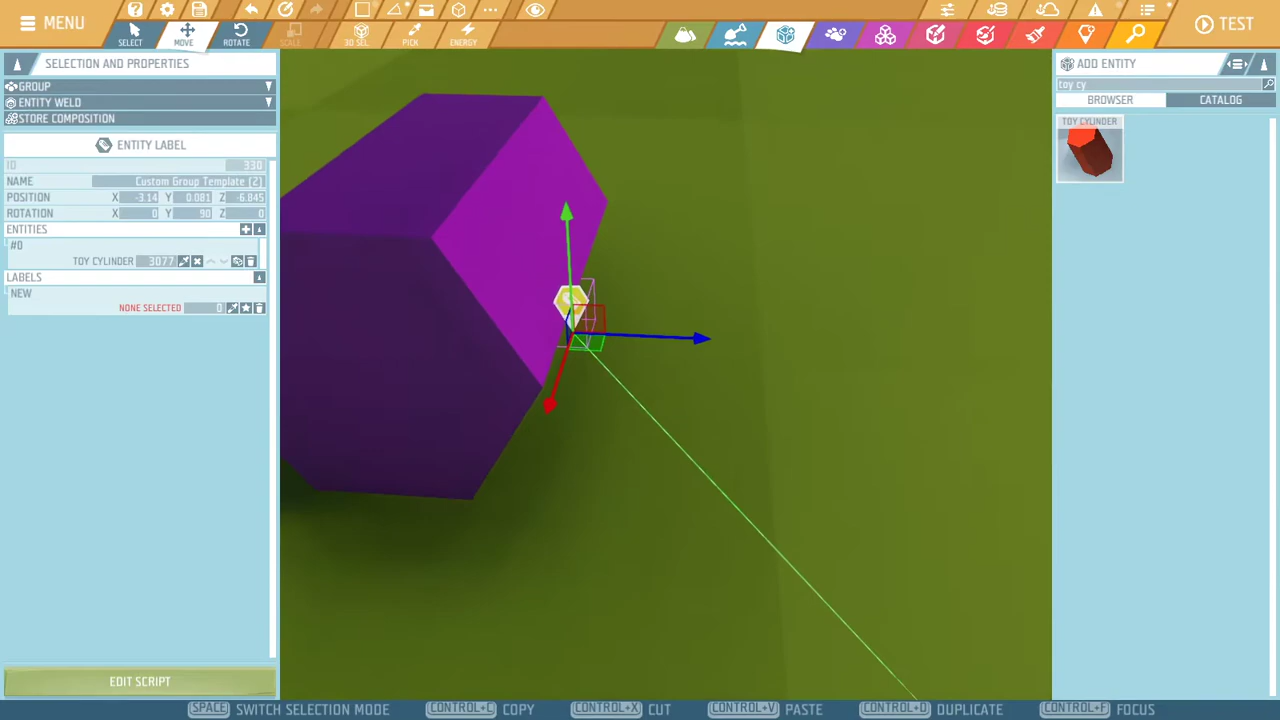 MENU
SELECT
MOVE
ROTATE
SCALE
3D SEL.
PICK
ENERGY
TEST
SELECTION AND PROPERTIES
GROUP
ENTITY WELD
STORE COMPOSITION
ENTITY LABEL
ID 330
NAME Custom Group Template (2)
POSITION X -3.14 Y 0.081 Z -6.845
ROTATION X 0 Y 90 Z 0
ENTITIES
#0
TOY CYLINDER 3077
LABELS
NEW
NONE SELECTED 0
EDIT SCRIPT
ADD ENTITY
toy cy
BROWSER CATALOG
TOY CYLINDER
SPACE SWITCH SELECTION MODE CONTROL+C COPY CONTROL+X CUT CONTROL+V PASTE CONTROL+D DUPLICATE CONTROL+F FOCUS